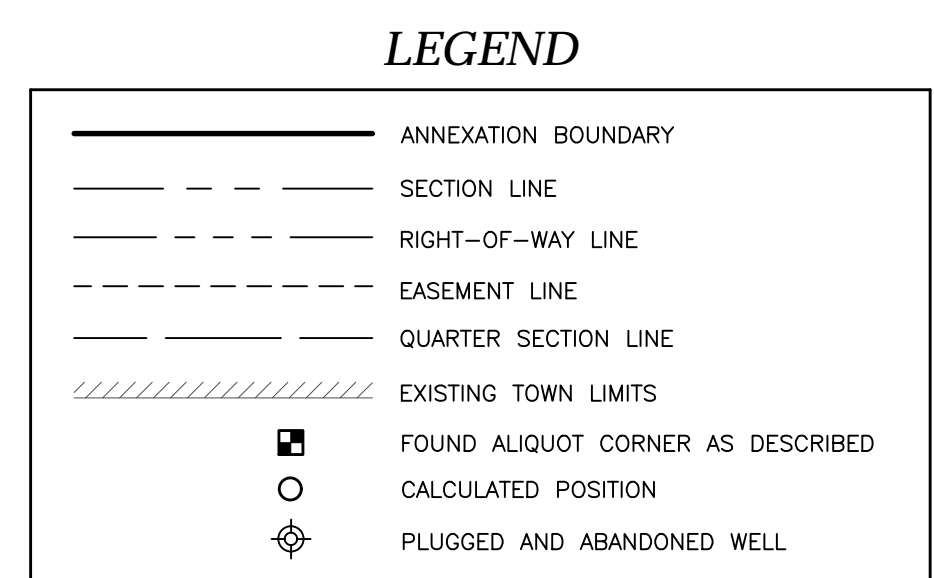 LEGEND
ANNEXATION BOUNDARY
SECTION LINE
RIGHT-OF-WAY LINE
EASEMENT LINE
QUARTER SECTION LINE
EXISTING TOWN LIMITS
FOUND ALIQUOT CORNER AS DESCRIBED
CALCULATED POSITION
PLUGGED AND ABANDONED WELL